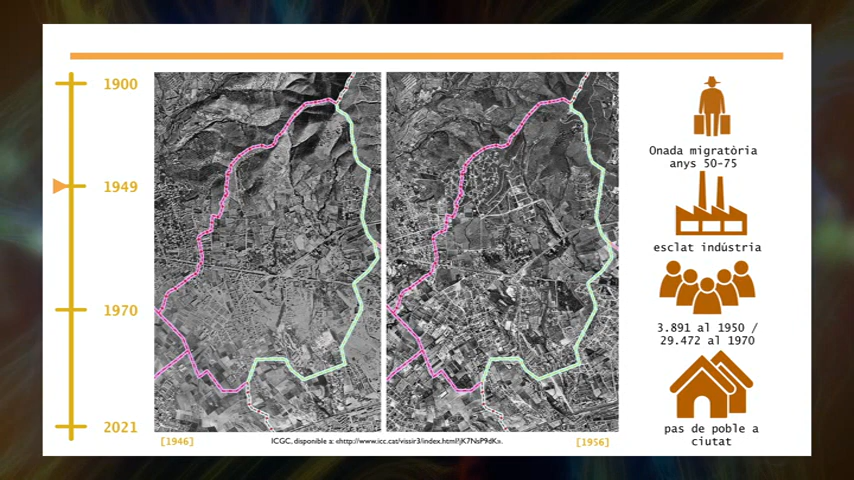 1900
1949
1970
2021
[1946]
ICGC, disponible a: «http://www.icc.cat/vissir3/index.html?jK7NsP9dK».
[1956]
Onada migratòria
anys 50-75
esclat indústria
3.891 al 1950 /
29.472 al 1970
pas de poble a
ciutat